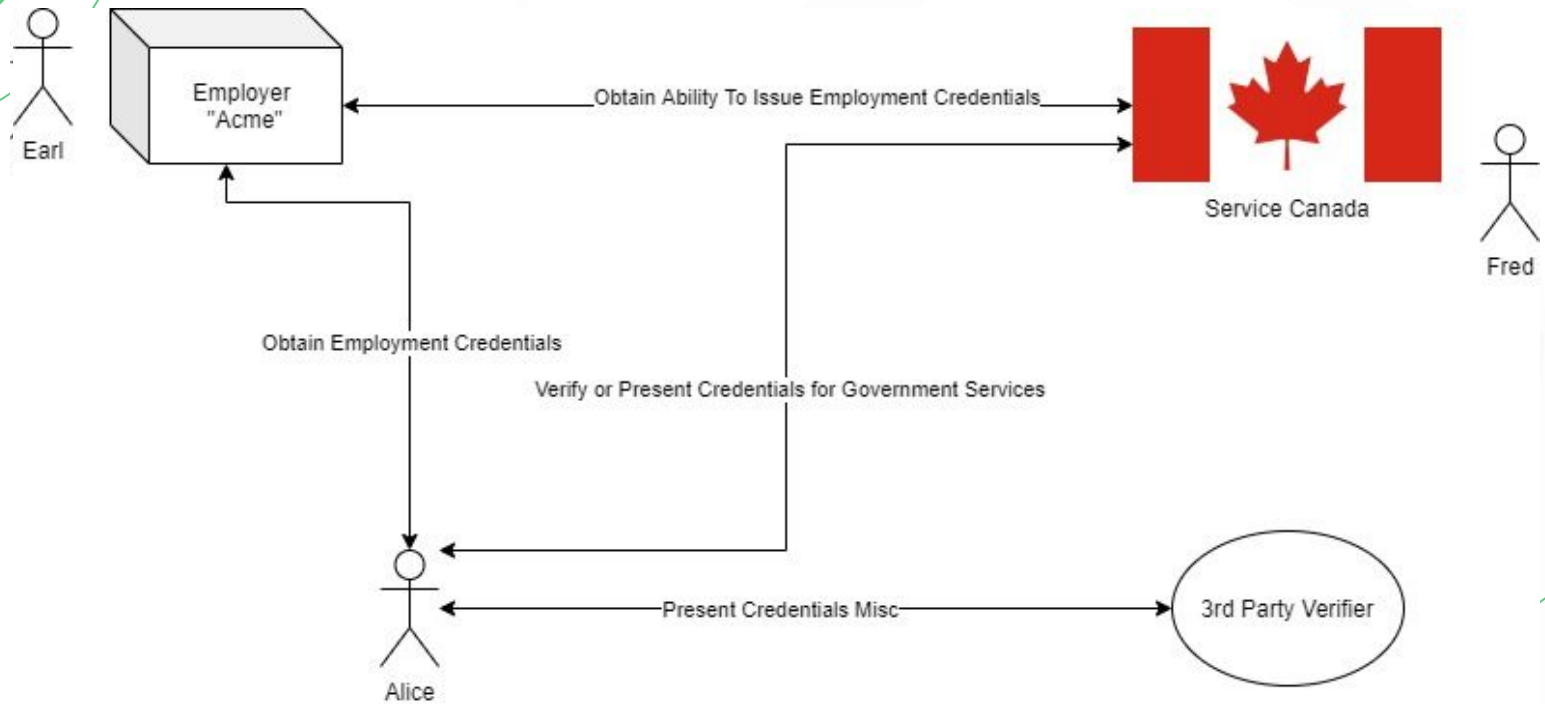 Employer
"Acme"
Earl
Obtain Ability To Issue Employment Credentials
Service Canada
Fred
Obtain Employment Credentials
Verify or Present Credentials for Government Services
Present Credentials Misc
3rd Party Verifier
Alice